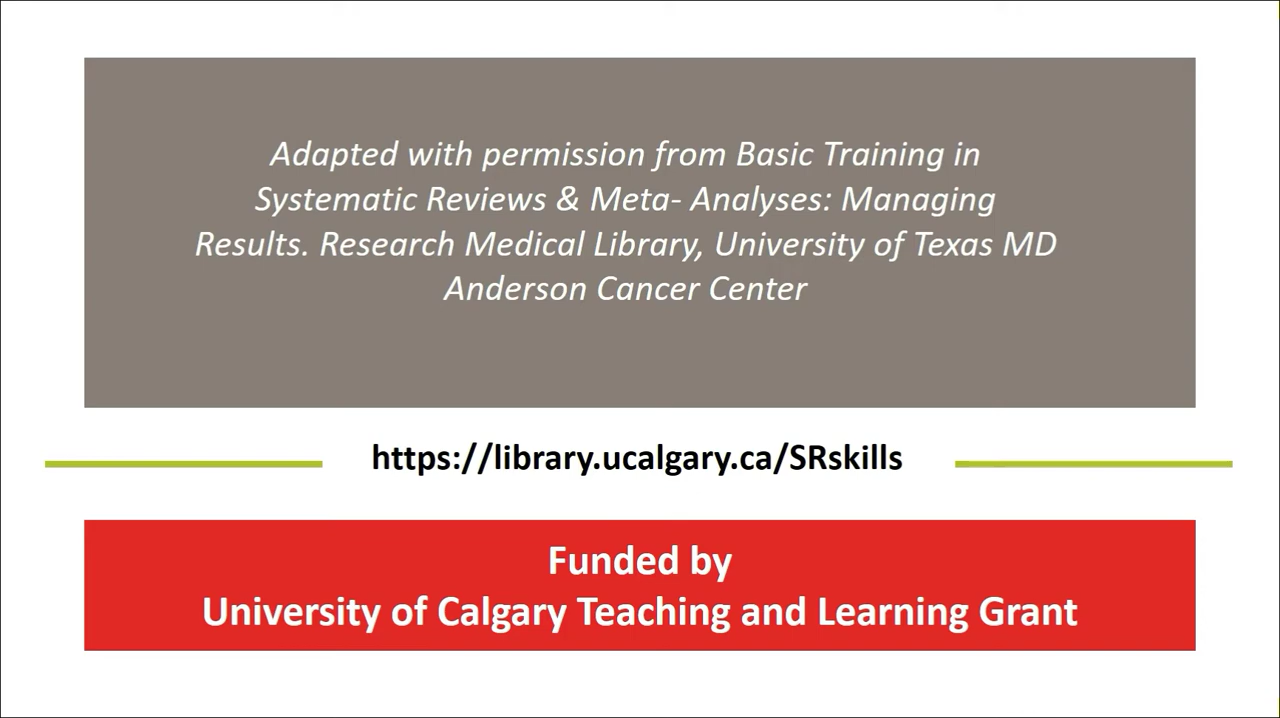 Adapted with permission from Basic Training in
Systematic Reviews & Meta- Analyses: Managing
Results. Research Medical Library, University of Texas MD
Anderson Cancer Center
https://library.ucalgary.ca/SRskills
Funded by
University of Calgary Teaching and Learning Grant